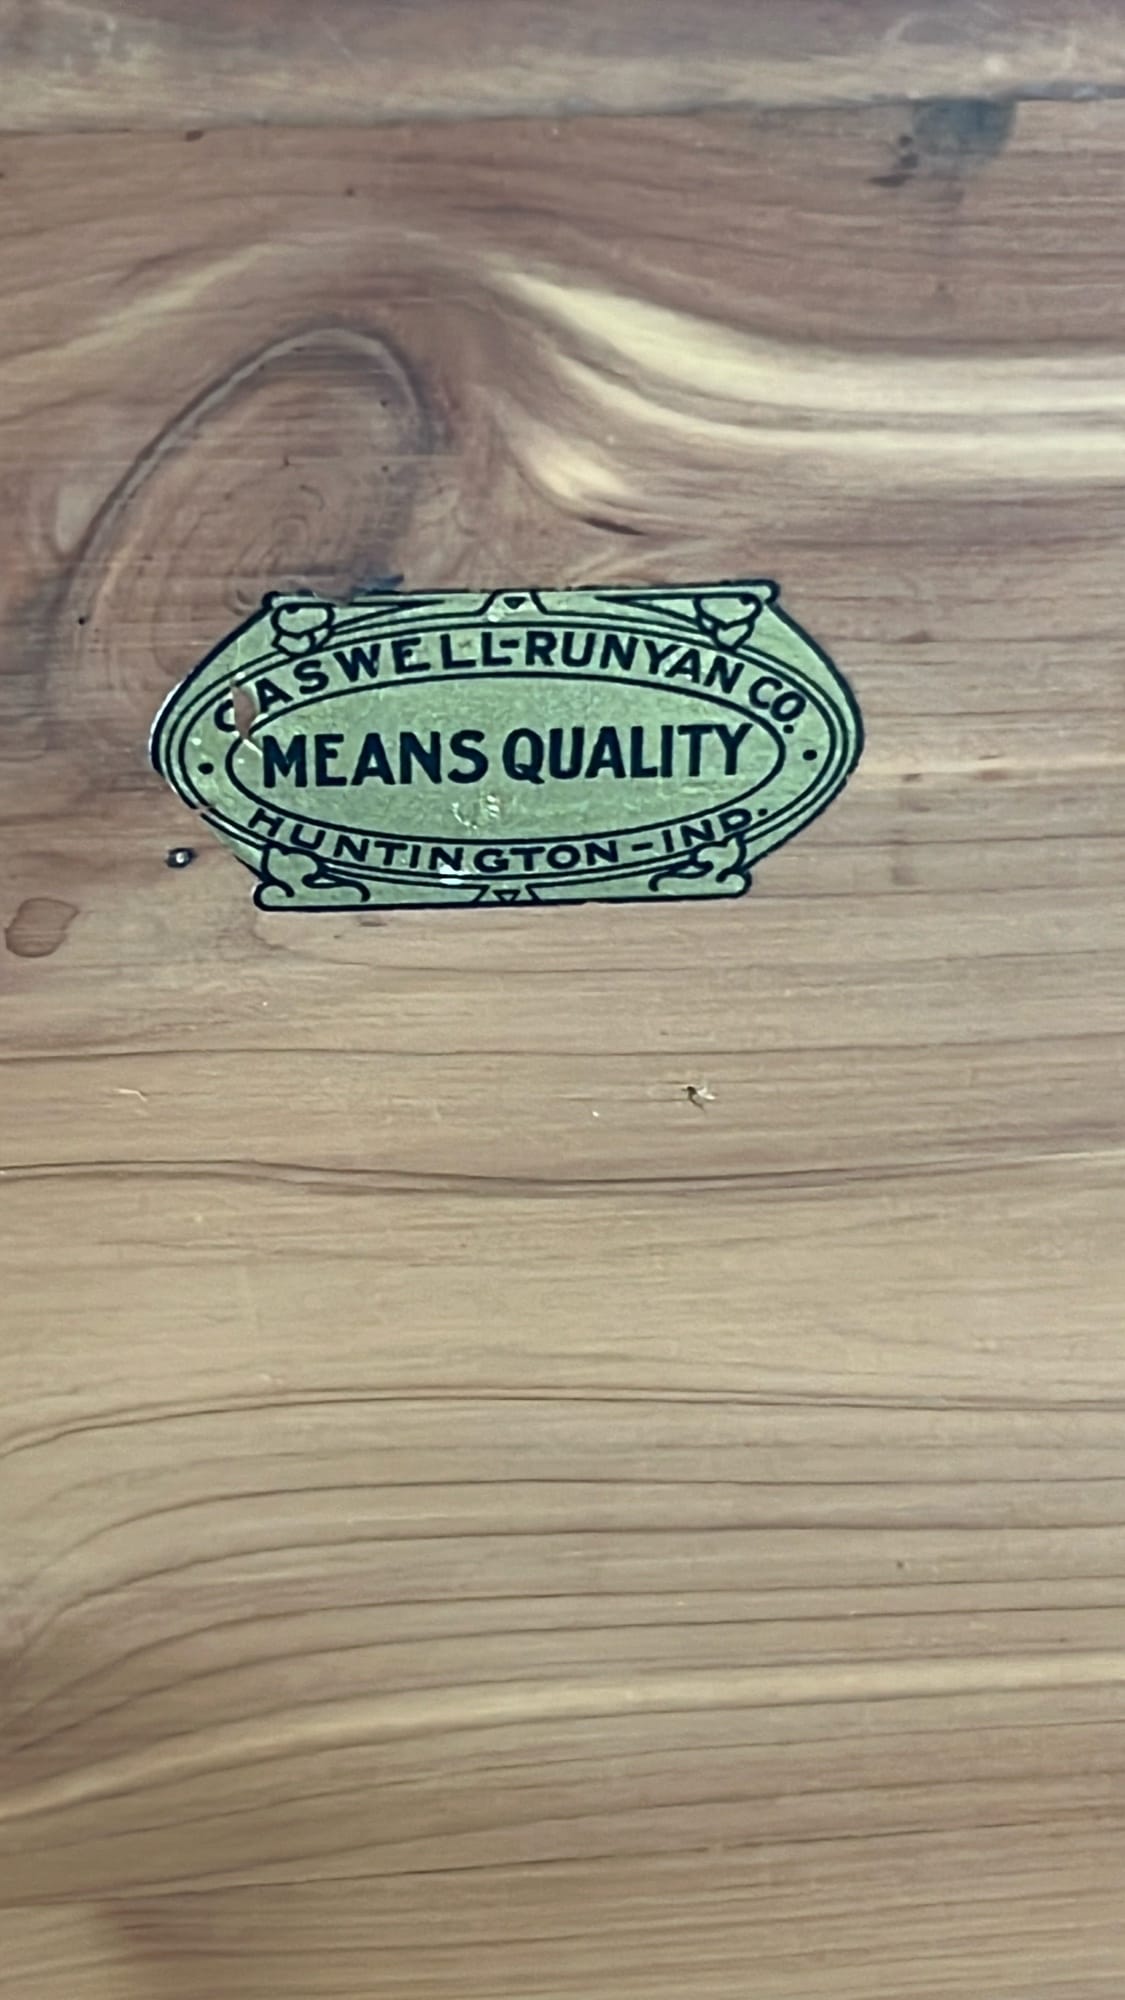 CASWELL-RUNYAN CO.
MEANS QUALITY
HUNTINGTON-IND.